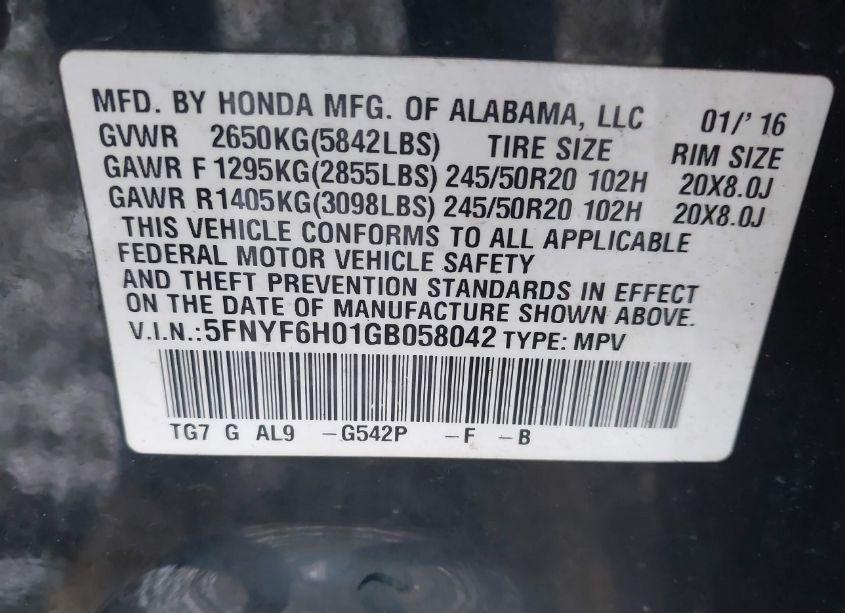 MFD. BY HONDA MFG. OF ALABAMA, LLC 01/' 16
GVWR 2650KG(5842LBS) TIRE SIZE RIM SIZE
GAWR F 1295KG(2855LBS) 245/50R20 102H 20X8.0J
GAWR R1405KG(3098LBS) 245/50R20 102H 20X8.0J
THIS VEHICLE CONFORMS TO ALL APPLICABLE
FEDERAL MOTOR VEHICLE SAFETY
AND THEFT PREVENTION STANDARDS IN EFFECT
ON THE DATE OF MANUFACTURE SHOWN ABOVE.
V.I.N.:5FNYF6H01GB058042 TYPE: MPV
TG7 G AL9 -G542P -F -B